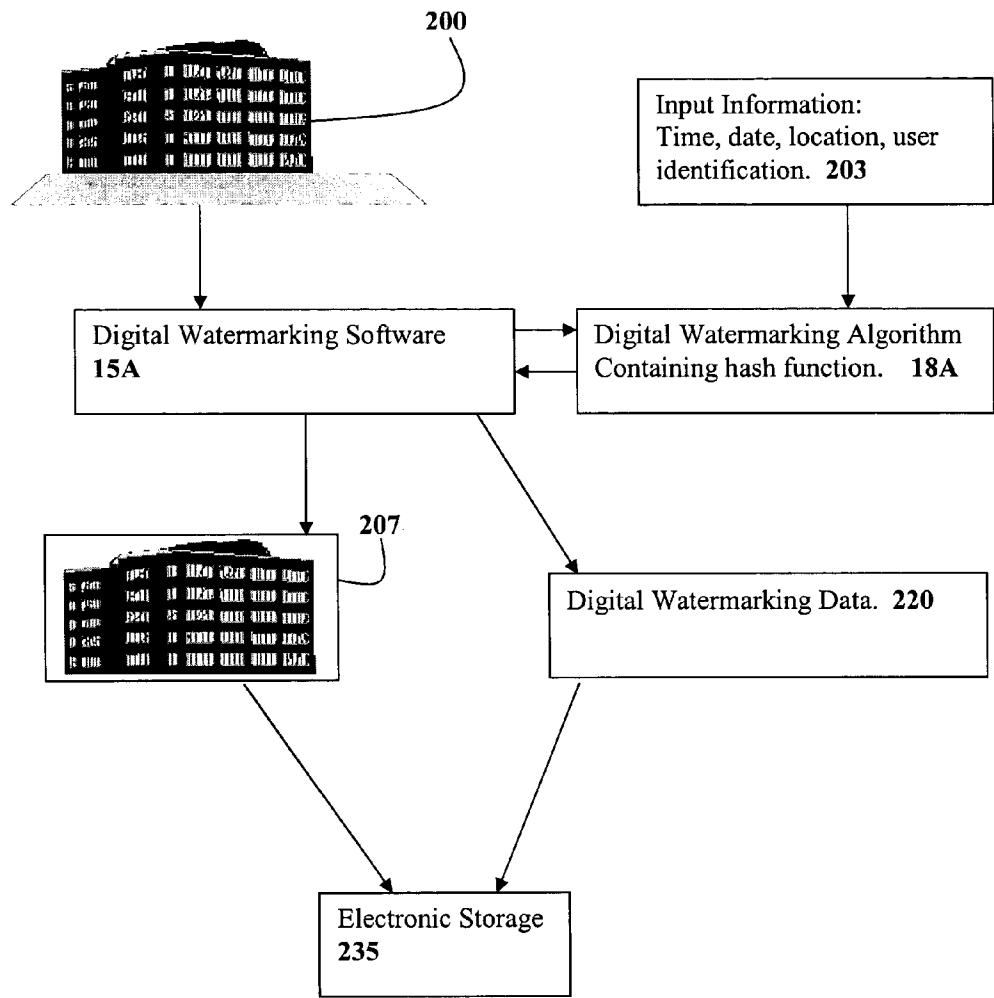 200
Input Information:
Time, date, location, user
identification. 203
Digital Watermarking Software
15A
Digital Watermarking Algorithm
Containing hash function. 18A
207
Digital Watermarking Data. 220
Electronic Storage
235